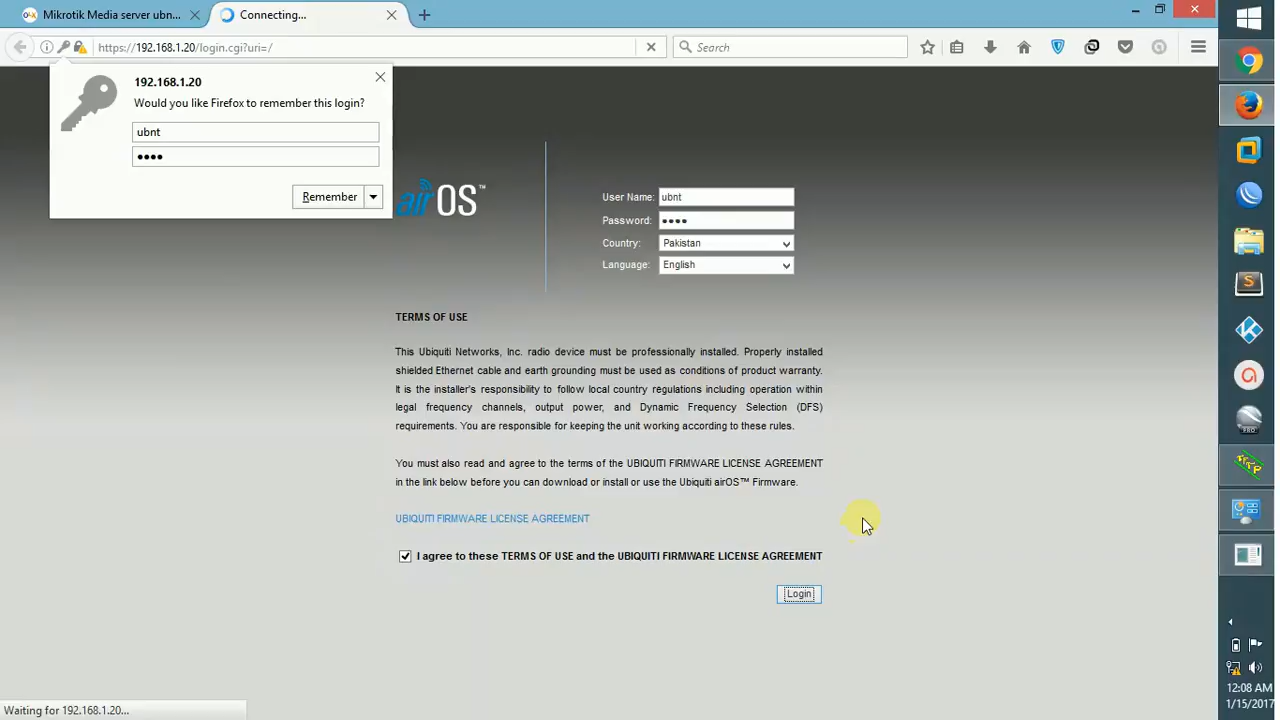 Mikrotik Media server ubn...
Connecting...
https://192.168.1.20/login.cgi?uri=/
Search
192.168.1.20
Would you like Firefox to remember this login?
ubnt
••••
Remember
airOS™
User Name: ubnt
Password: ••••
Country: Pakistan
Language: English
TERMS OF USE
This Ubiquiti Networks, Inc. radio device must be professionally installed. Properly installed
shielded Ethernet cable and earth grounding must be used as conditions of product warranty.
It is the installer's responsibility to follow local country regulations including operation within
legal frequency channels, output power, and Dynamic Frequency Selection (DFS)
requirements. You are responsible for keeping the unit working according to these rules.
You must also read and agree to the terms of the UBIQUITI FIRMWARE LICENSE AGREEMENT
in the link below before you can download or install or use the Ubiquiti airOS™ Firmware.
UBIQUITI FIRMWARE LICENSE AGREEMENT
I agree to these TERMS OF USE and the UBIQUITI FIRMWARE LICENSE AGREEMENT
Login
Waiting for 192.168.1.20...
12:08 AM
1/15/2017